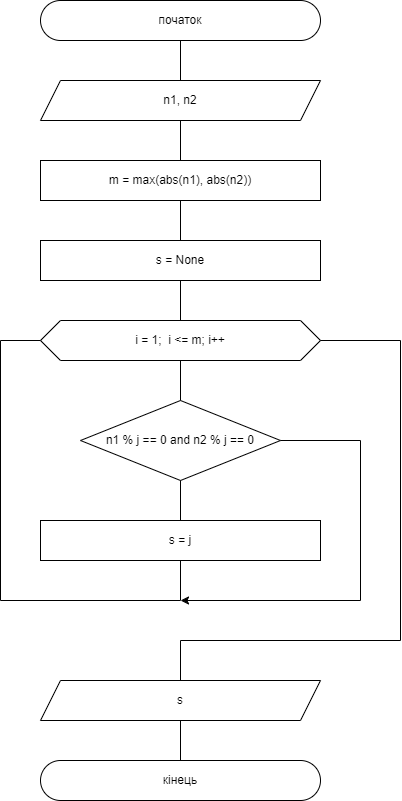 початок
n1, n2
m = max(abs(n1), abs(n2))
s = None
i = 1;  i <= m; i++
n1 % j == 0 and n2 % j == 0
s = j
s
кінець